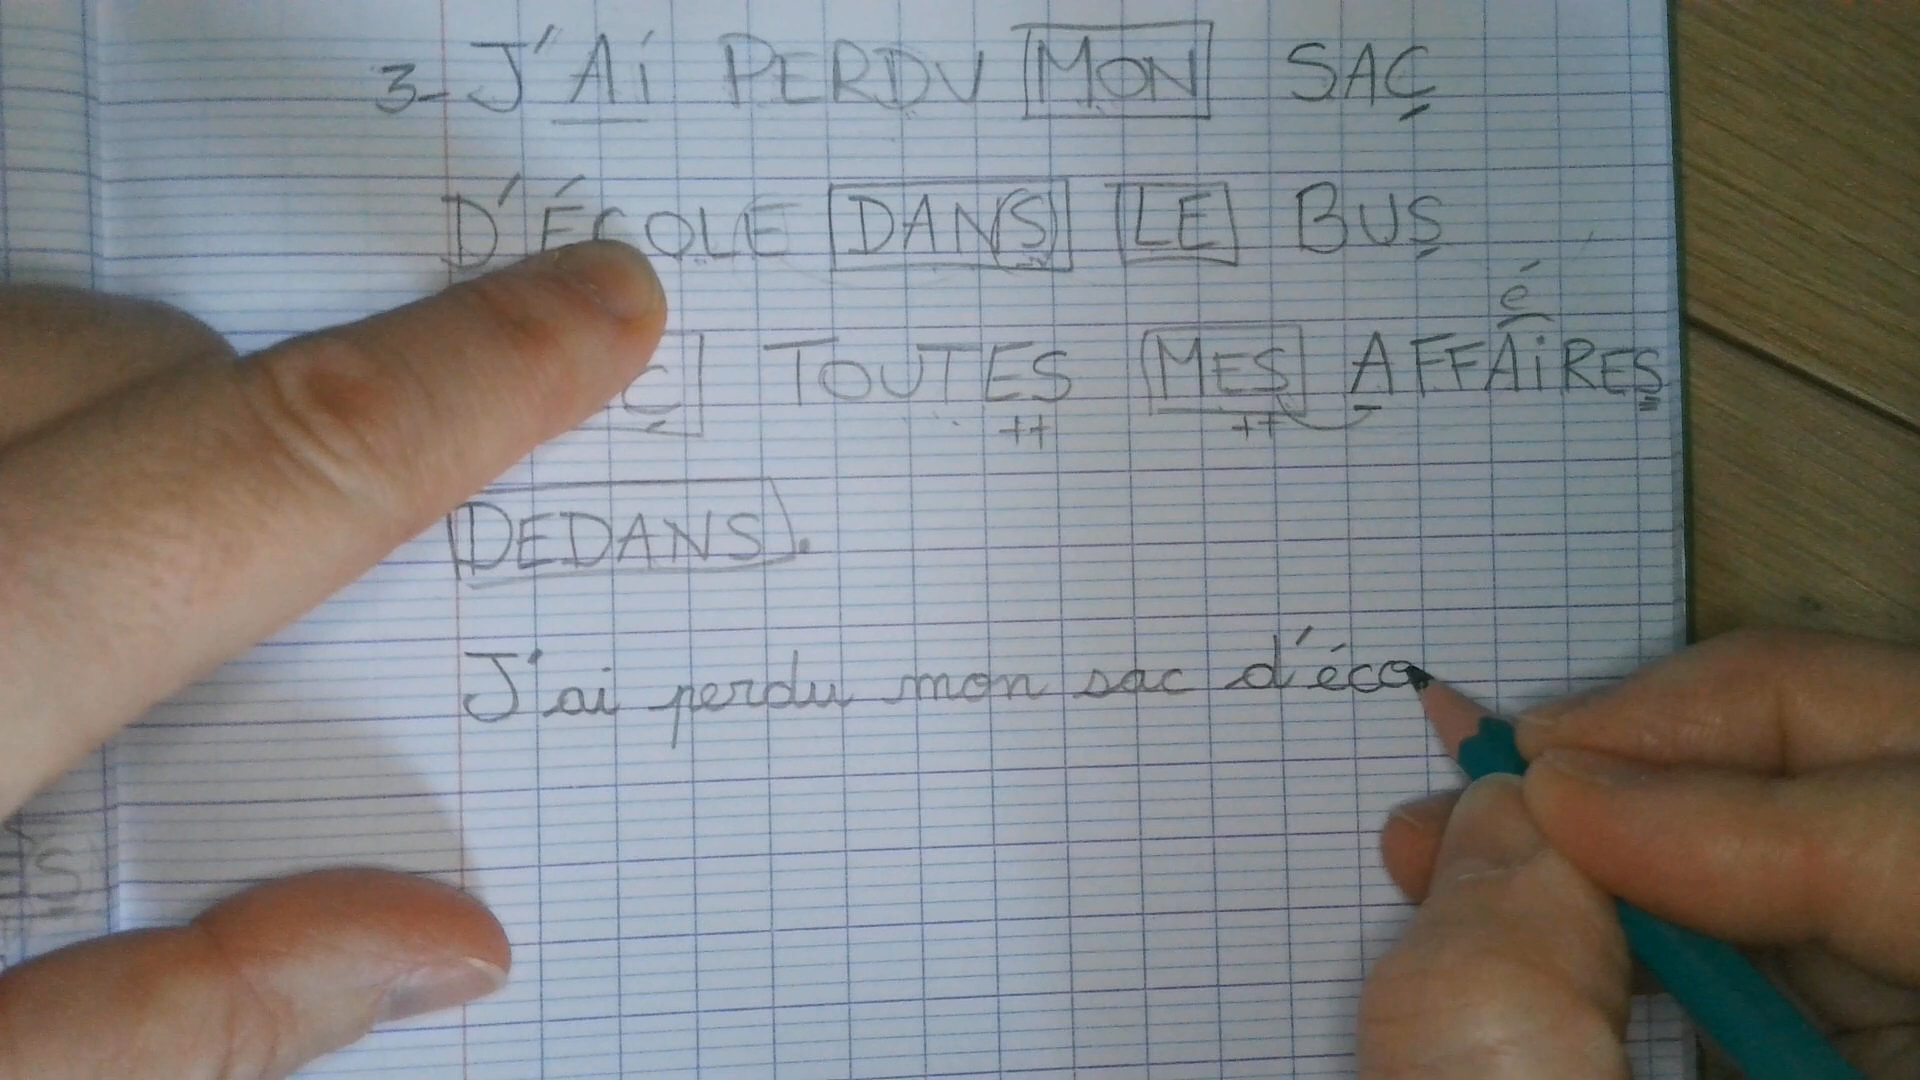 3- J'Ai PERDU MON SAC
D'ÉCOLE DANS LE BUS
é
TOUTES MES AFFAiRES
++ ++
DEDANS.
J'ai perdu mon sac d'éco